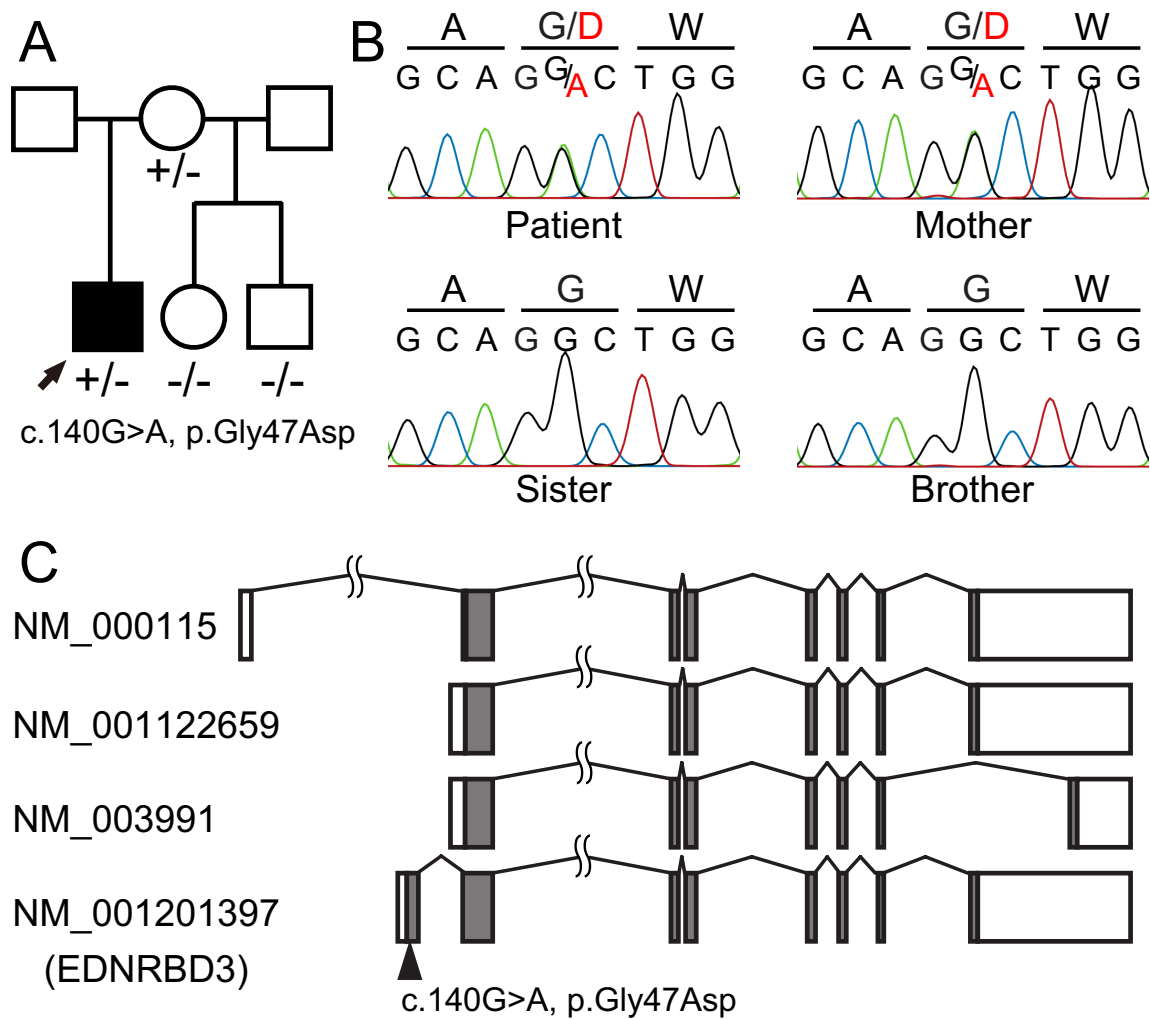 A
+/-
+/- -/- -/-
c.140G>A, p.Gly47Asp
B
A G/D W
G C A G G/A C T G G
Patient
A G/D W
G C A G G/A C T G G
Mother
A G W
G C A G G C T G G
Sister
A G W
G C A G G C T G G
Brother
C
NM_000115
NM_001122659
NM_003991
NM_001201397
(EDNRBD3)
c.140G>A, p.Gly47Asp